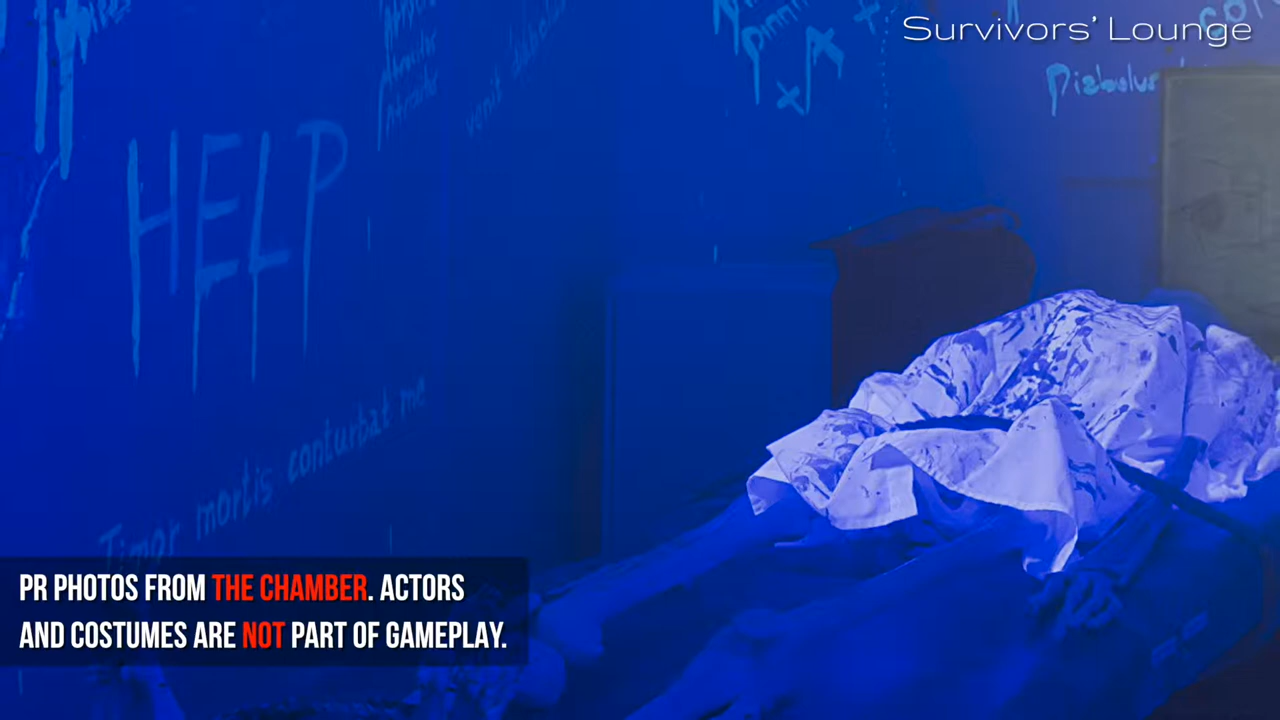 Survivors’ Lounge
Diabolus
HELP
Timor mortis conturbat me
PR PHOTOS FROM THE CHAMBER. ACTORS
AND COSTUMES ARE NOT PART OF GAMEPLAY.